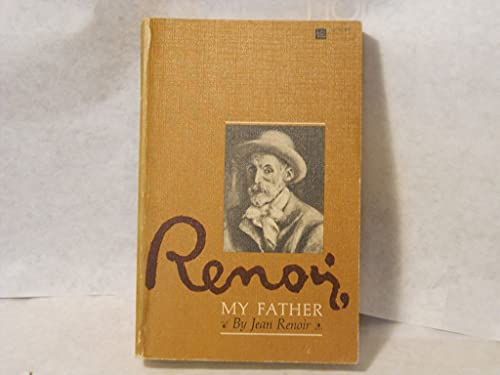 Renoir,
MY FATHER
By Jean Renoir